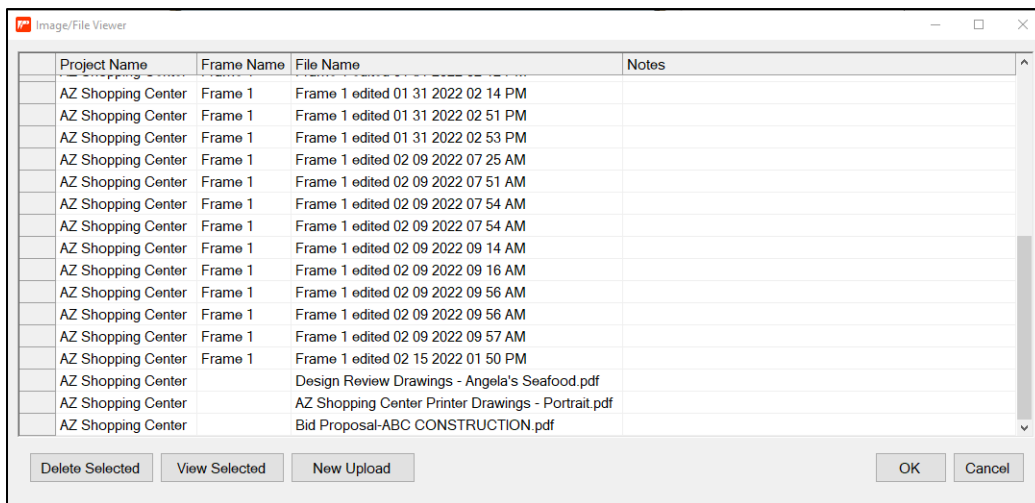 Image/File Viewer
Project Name Frame Name File Name Notes
AZ Shopping Center Frame 1 Frame 1 edited 01 31 2022 02 14 PM
AZ Shopping Center Frame 1 Frame 1 edited 01 31 2022 02 51 PM
AZ Shopping Center Frame 1 Frame 1 edited 01 31 2022 02 53 PM
AZ Shopping Center Frame 1 Frame 1 edited 02 09 2022 07 25 AM
AZ Shopping Center Frame 1 Frame 1 edited 02 09 2022 07 51 AM
AZ Shopping Center Frame 1 Frame 1 edited 02 09 2022 07 54 AM
AZ Shopping Center Frame 1 Frame 1 edited 02 09 2022 07 54 AM
AZ Shopping Center Frame 1 Frame 1 edited 02 09 2022 09 14 AM
AZ Shopping Center Frame 1 Frame 1 edited 02 09 2022 09 16 AM
AZ Shopping Center Frame 1 Frame 1 edited 02 09 2022 09 56 AM
AZ Shopping Center Frame 1 Frame 1 edited 02 09 2022 09 56 AM
AZ Shopping Center Frame 1 Frame 1 edited 02 09 2022 09 57 AM
AZ Shopping Center Frame 1 Frame 1 edited 02 15 2022 01 50 PM
AZ Shopping Center Design Review Drawings - Angela's Seafood.pdf
AZ Shopping Center AZ Shopping Center Printer Drawings - Portrait.pdf
AZ Shopping Center Bid Proposal-ABC CONSTRUCTION.pdf
Delete Selected View Selected New Upload OK Cancel